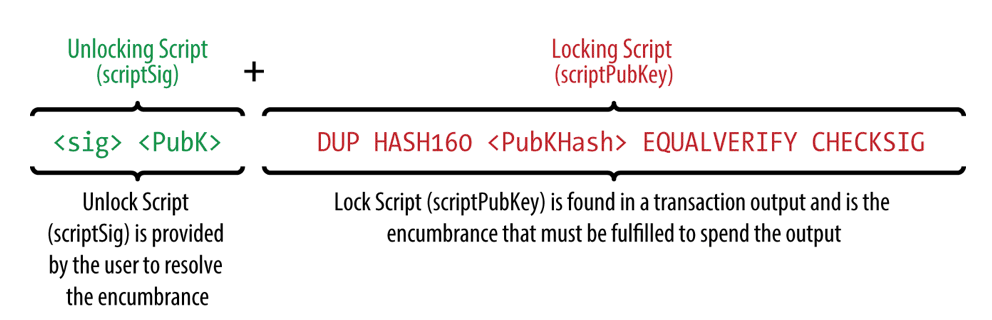 Unlocking Script
(scriptSig)
+
Locking Script
(scriptPubKey)
<sig> <PubK>
DUP HASH160 <PubKHash> EQUALVERIFY CHECKSIG
Unlock Script
(scriptSig) is provided
by the user to resolve
the encumbrance
Lock Script (scriptPubKey) is found in a transaction output and is the
encumbrance that must be fulfilled to spend the output